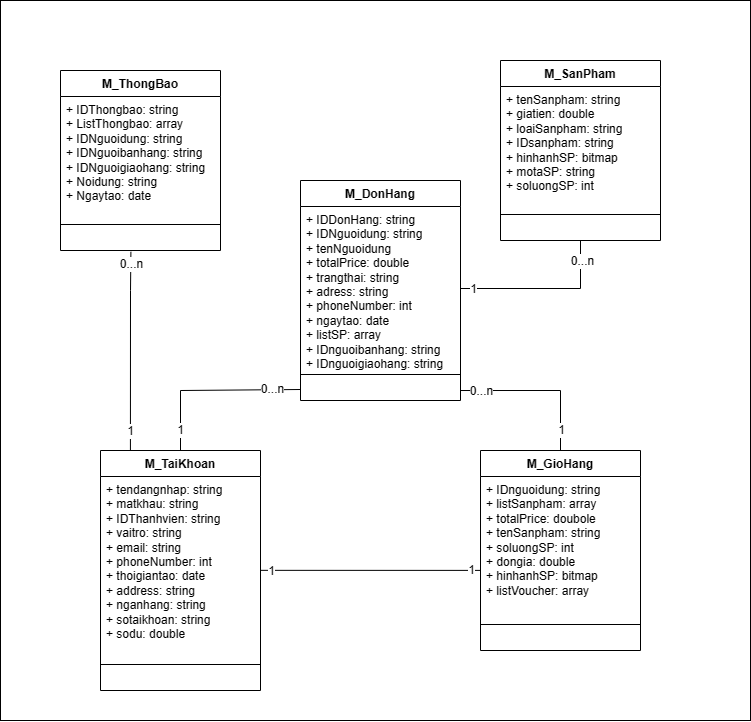 M_ThongBao
+ IDThongbao: string
+ ListThongbao: array
+ IDNguoidung: string
+ IDNguoibanhang: string
+ IDNguoigiaohang: string
+ Noidung: string
+ Ngaytao: date
0...n
1
M_SanPham
+ tenSanpham: string
+ giatien: double
+ loaiSanpham: string
+ IDsanpham: string
+ hinhanhSP: bitmap
+ motaSP: string
+ soluongSP: int
0...n
1
M_DonHang
+ IDDonHang: string
+ IDNguoidung: string
+ tenNguoidung
+ totalPrice: double
+ trangthai: string
+ adress: string
+ phoneNumber: int
+ ngaytao: date
+ listSP: array
+ IDnguoibanhang: string
+ IDnguoigiaohang: string
0...n
0...n
1
1
M_TaiKhoan
+ tendangnhap: string
+ matkhau: string
+ IDThanhvien: string
+ vaitro: string
+ email: string
+ phoneNumber: int
+ thoigiantao: date
+ address: string
+ nganhang: string
+ sotaikhoan: string
+ sodu: double
1
1
M_GioHang
+ IDnguoidung: string
+ listSanpham: array
+ totalPrice: doubole
+ tenSanpham: string
+ soluongSP: int
+ dongia: double
+ hinhanhSP: bitmap
+ listVoucher: array